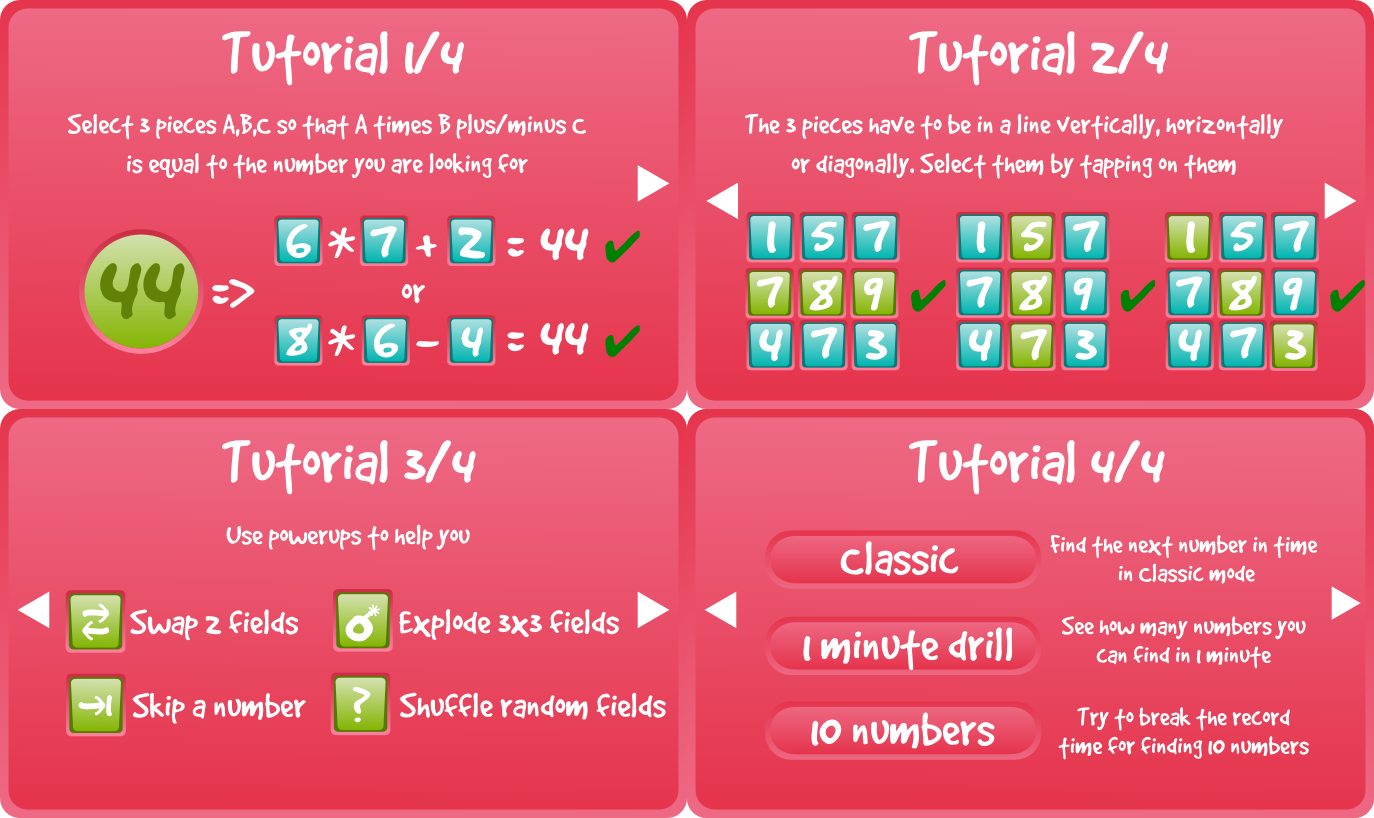 Tutorial 1/4
Select 3 pieces A,B,C so that A times B plus/minus C
is equal to the number you are looking for
44 => 6 * 7 + 2 = 44
or
8 * 6 - 4 = 44
Tutorial 2/4
The 3 pieces have to be in a line vertically, horizontally
or diagonally. Select them by tapping on them
1 5 7 1 5 7 1 5 7
7 8 9 7 8 9 7 8 9
4 7 3 4 7 3 4 7 3
Tutorial 3/4
Use powerups to help you
Swap 2 fields
Explode 3x3 fields
Skip a number
? Shuffle random fields
Tutorial 4/4
Classic
Find the next number in time
in Classic mode
1 minute drill
See how many numbers you
can find in 1 minute
10 numbers
Try to break the record
time for finding 10 numbers